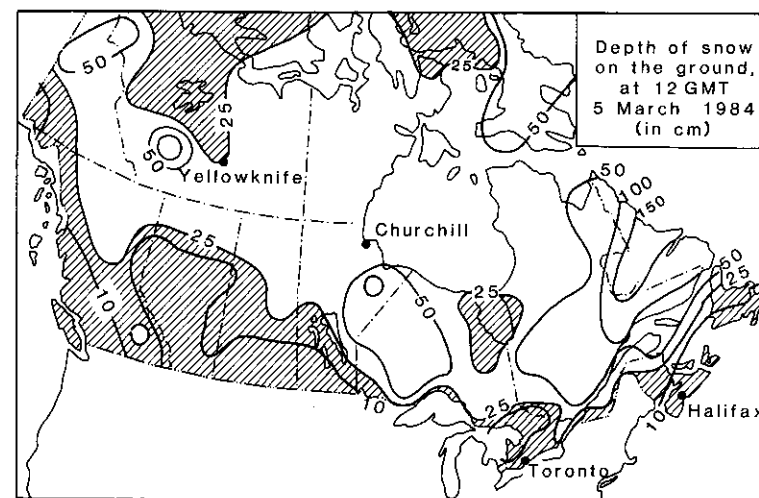 Depth of snow
on the ground,
at 12 GMT
5 March 1984
(in cm)
50
25
25
50
50
Yellowknife
50
100
150
Churchill
25
50
25
10
50
25
50
10
25
10
Halifax
Toronto